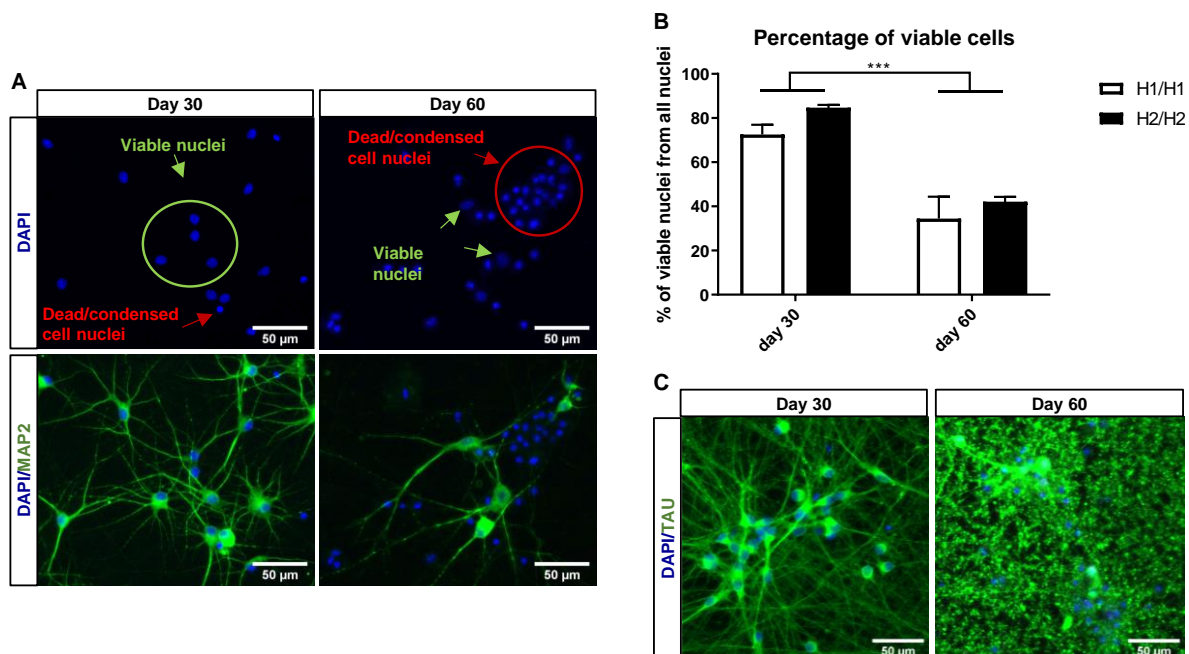 A
Day 30
Day 60
DAPI
Viable nuclei
Dead/condensed
cell nuclei
50 µm
Dead/condensed
cell nuclei
Viable
nuclei
50 µm
DAPI/MAP2
50 µm
50 µm
B
Percentage of viable cells
% of viable nuclei from all nuclei
100
80
60
40
20
0
***
day 30
day 60
H1/H1
H2/H2
C
Day 30
Day 60
DAPI/TAU
50 µm
50 µm